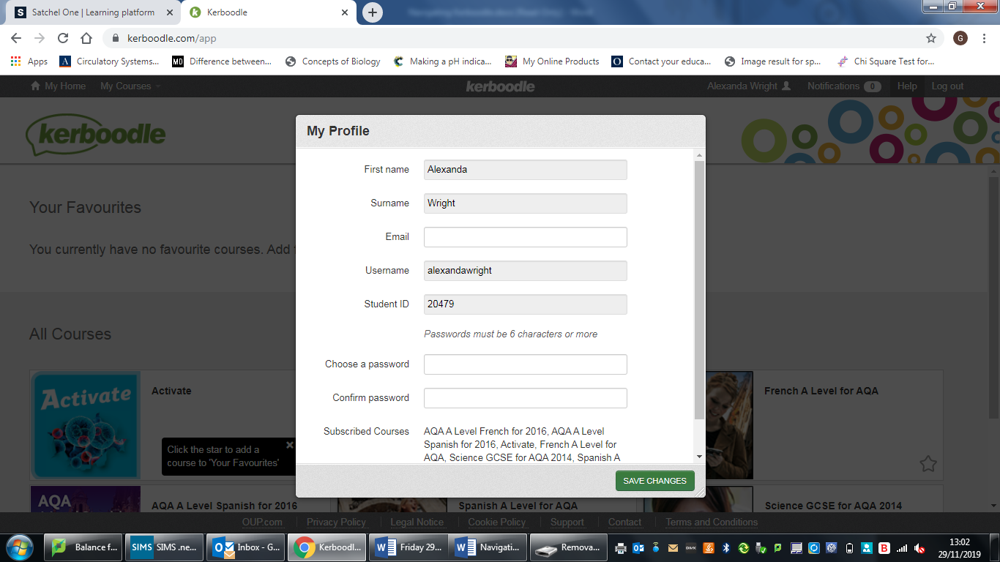 Satchel One | Learning platform
Kerboodle
kerboodle.com/app
G
Apps
Circulatory Systems...
MD Difference between...
Concepts of Biology
Making a pH indica...
My Online Products
Contact your educa...
Image result for sp...
Chi Square Test for...
My Home
My Courses
kerboodle
Alexanda Wright
Notifications 0
Help
Log out
kerboodle
My Profile
First name Alexanda
Surname Wright
Email
Username alexandawright
Student ID 20479
Passwords must be 6 characters or more
Choose a password
Confirm password
Subscribed Courses AQA A Level French for 2016, AQA A Level
Spanish for 2016, Activate, French A Level for
AQA, Science GCSE for AQA 2014, Spanish A
SAVE CHANGES
Your Favourites
You currently have no favourite courses. Add
All Courses
Activate
Activate
Click the star to add a
course to 'Your Favourites'
French A Level for AQA
AQA
AQA A Level Spanish for 2016
Spanish A Level for AQA
Science GCSE for AQA 2014
OUP.com
Privacy Policy
Legal Notice
Cookie Policy
Support
Contact
Terms and Conditions
Balance f...
SIMS SIMS .ne...
Inbox - G...
Kerboodl...
Friday 29...
Navigati...
Remova...
13:02
29/11/2019